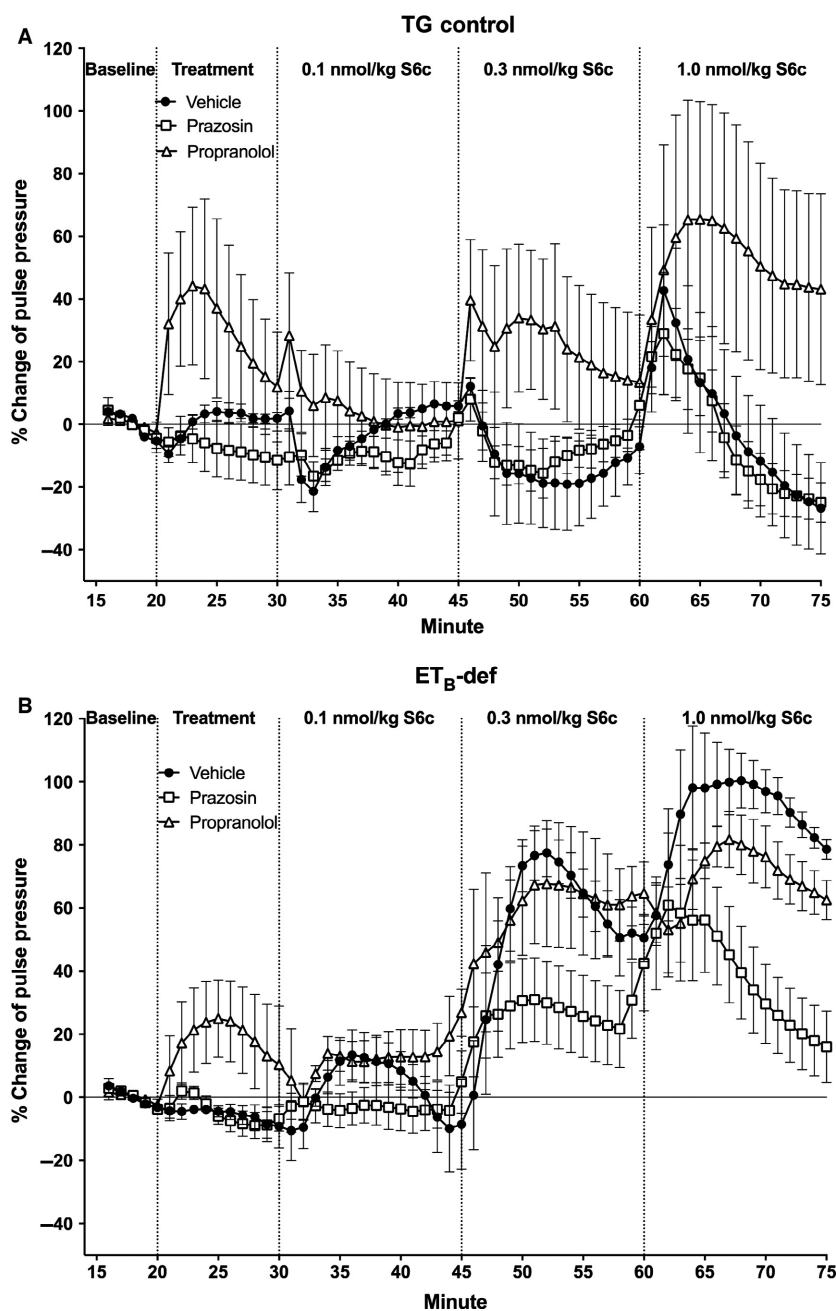 A
TG control
Baseline Treatment 0.1 nmol/kg S6c 0.3 nmol/kg S6c 1.0 nmol/kg S6c
Vehicle
Prazosin
Propranolol
% Change of pulse pressure
120
100
80
60
40
20
0
–20
–40
15 20 25 30 35 40 45 50 55 60 65 70 75
Minute
ET_B-def
B
Baseline Treatment 0.1 nmol/kg S6c 0.3 nmol/kg S6c 1.0 nmol/kg S6c
Vehicle
Prazosin
Propranolol
% Change of pulse pressure
120
100
80
60
40
20
0
–20
–40
15 20 25 30 35 40 45 50 55 60 65 70 75
Minute